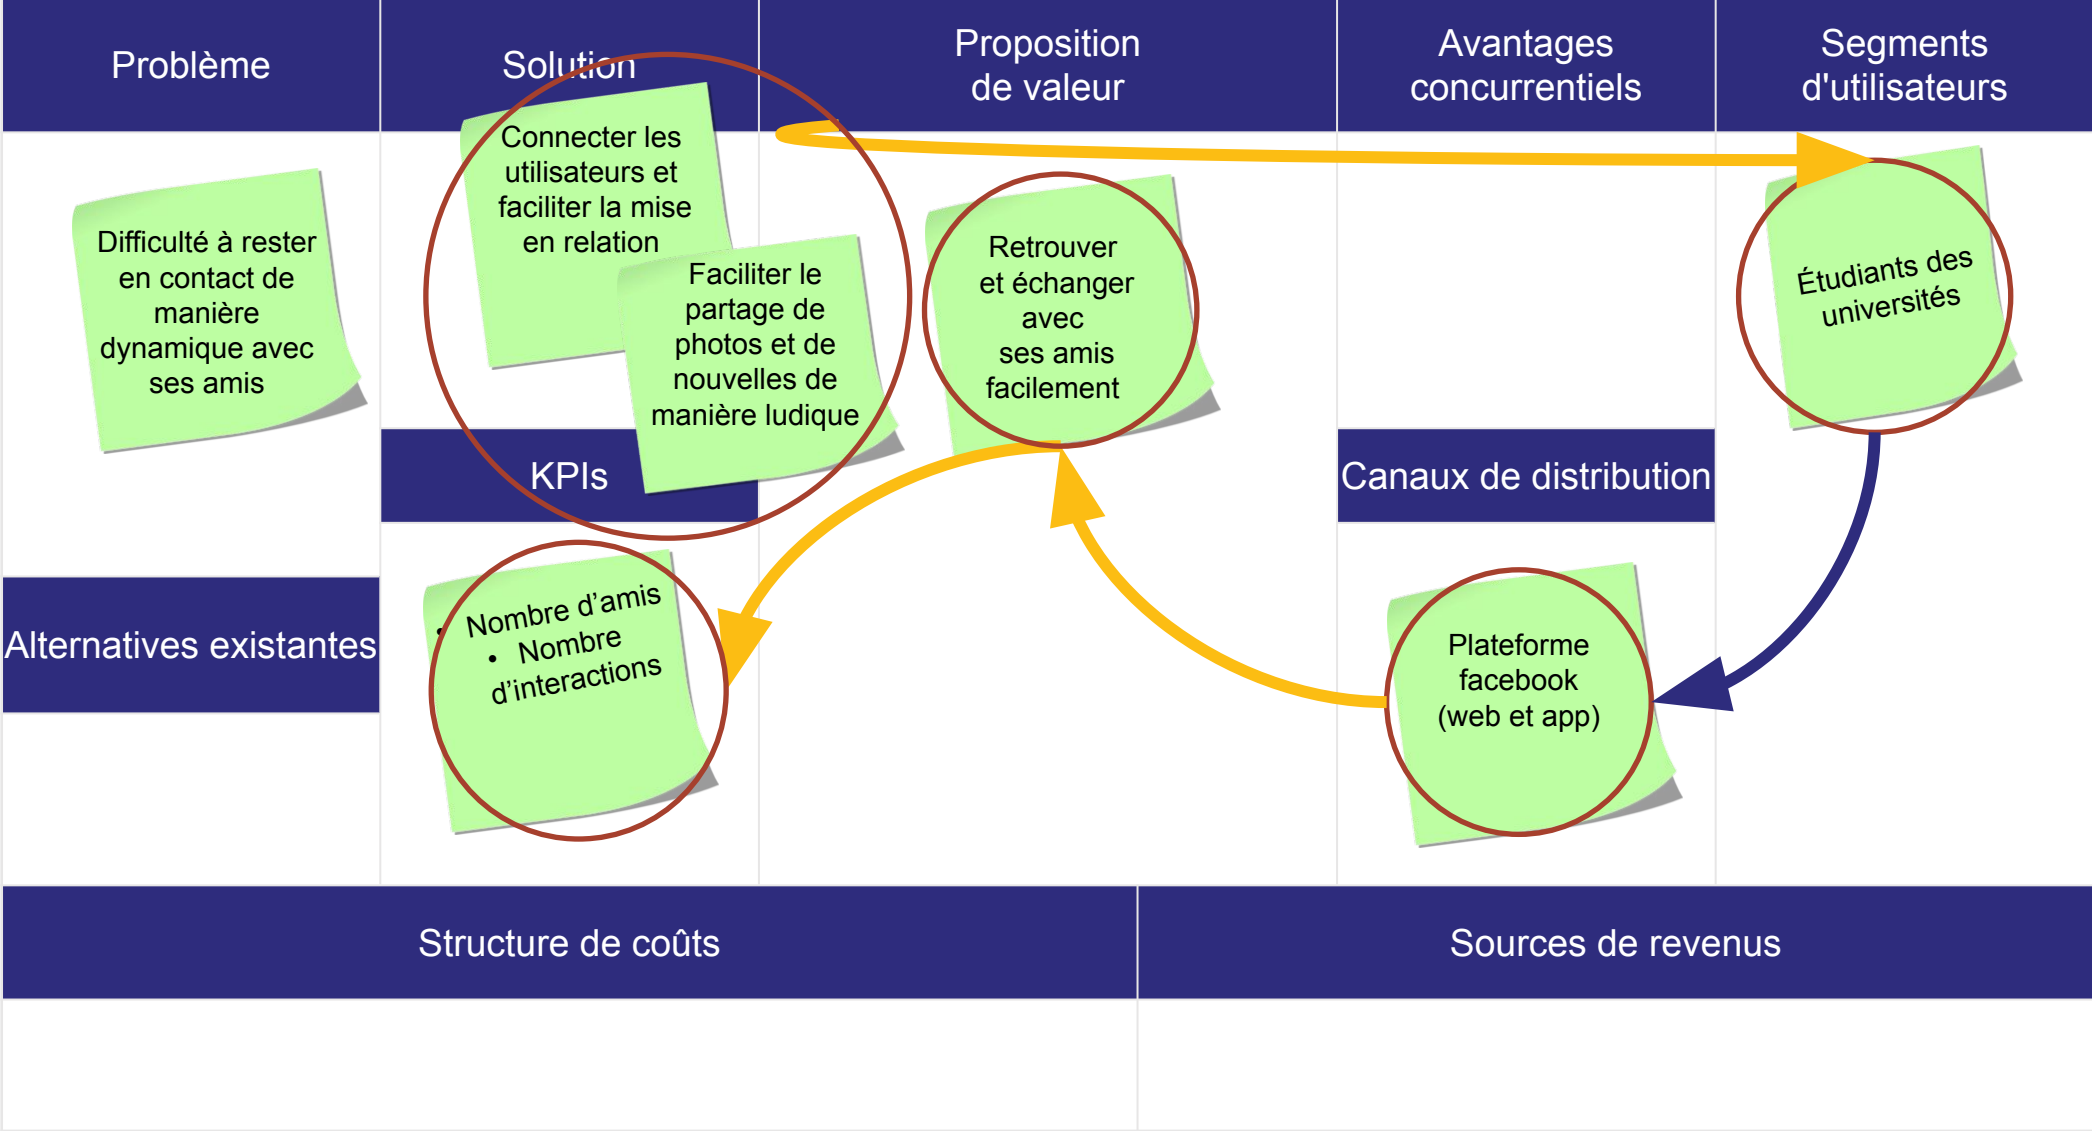 Problème
Solution
Proposition
de valeur
Avantages
concurrentiels
Segments
d'utilisateurs
Difficulté à rester
en contact de
manière
dynamique avec
ses amis
Connecter les
utilisateurs et
faciliter la mise
en relation
Faciliter le
partage de
photos et de
nouvelles de
manière ludique
Retrouver
et échanger
avec
ses amis
facilement
Étudiants des
universités
KPIs
Canaux de distribution
Alternatives existantes
• Nombre d’amis
• Nombre
d’interactions
Plateforme
facebook
(web et app)
Structure de coûts
Sources de revenus